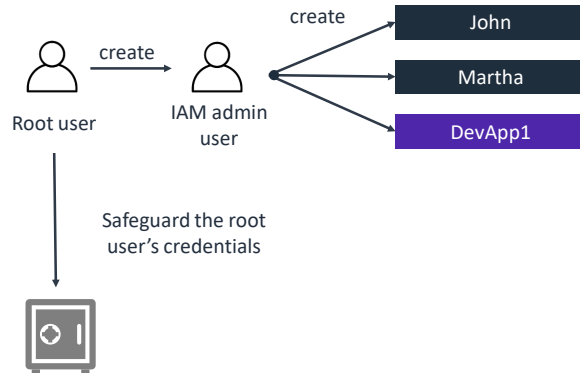 create
John
create
Martha
Root user
IAM admin
user
DevApp1
Safeguard the root
user’s credentials